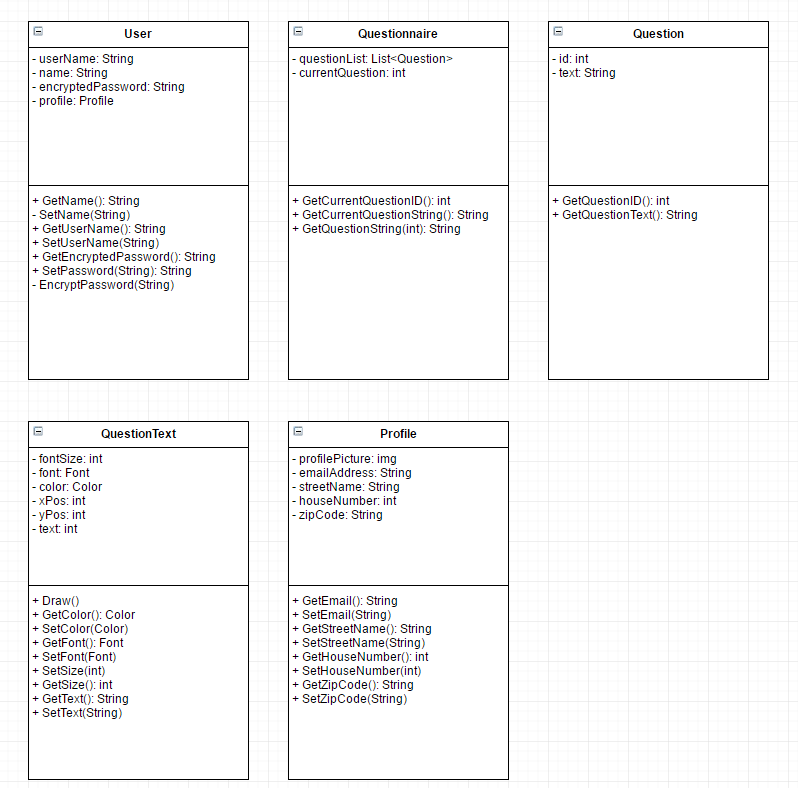 User
- userName: String
- name: String
- encryptedPassword: String
- profile: Profile
+ GetName(): String
- SetName(String)
+ GetUserName(): String
+ SetUserName(String)
+ GetEncryptedPassword(): String
+ SetPassword(String): String
- EncryptPassword(String)
Questionnaire
- questionList: List<Question>
- currentQuestion: int
+ GetCurrentQuestionID(): int
+ GetCurrentQuestionString(): String
+ GetQuestionString(int): String
Question
- id: int
- text: String
+ GetQuestionID(): int
+ GetQuestionText(): String
QuestionText
- fontSize: int
- font: Font
- color: Color
- xPos: int
- yPos: int
- text: int
+ Draw()
+ GetColor(): Color
+ SetColor(Color)
+ GetFont(): Font
+ SetFont(Font)
+ SetSize(int)
+ GetSize(): int
+ GetText(): String
+ SetText(String)
Profile
- profilePicture: img
- emailAddress: String
- streetName: String
- houseNumber: int
- zipCode: String
+ GetEmail(): String
+ SetEmail(String)
+ GetStreetName(): String
+ SetStreetName(String)
+ GetHouseNumber(): int
+ SetHouseNumber(int)
+ GetZipCode(): String
+ SetZipCode(String)